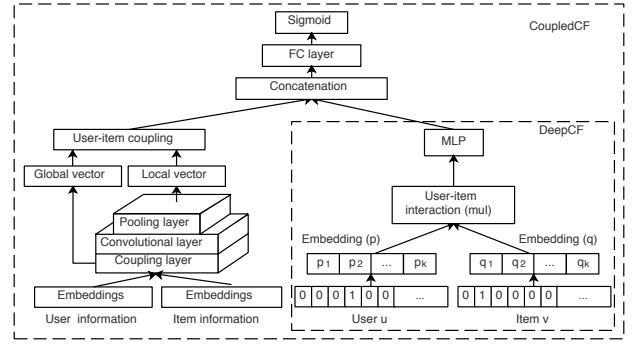 Sigmoid
CoupledCF
FC layer
Concatenation
DeepCF
User-item coupling
MLP
Global vector
Local vector
User-item
interaction (mul)
Pooling layer
Convolutional layer
Coupling layer
Embedding (p)
Embedding (q)
p1 p2 ... pk
q1 q2 ... qk
Embeddings
Embeddings
0 0 0 1 0 0 ...
0 1 0 0 0 0 ...
User information
Item information
User u
Item v